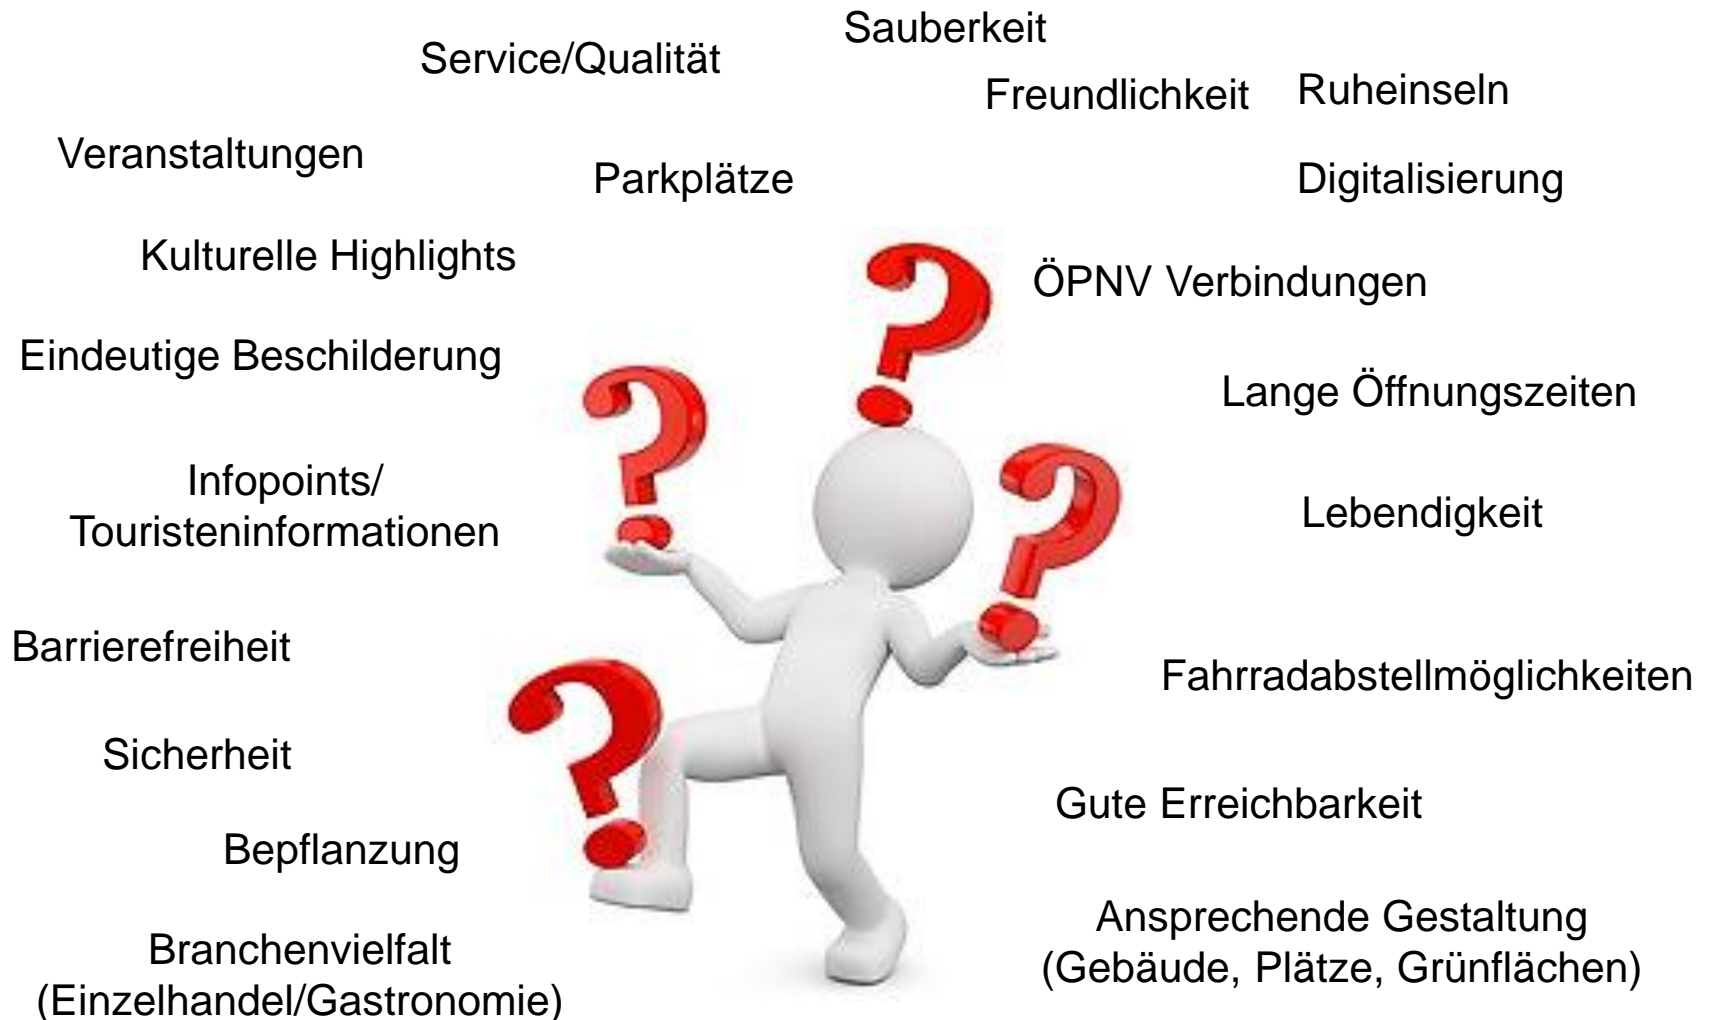 Sauberkeit
Service/Qualität
Freundlichkeit
Ruheinseln
Veranstaltungen
Parkplätze
Digitalisierung
Kulturelle Highlights
ÖPNV Verbindungen
Eindeutige Beschilderung
Lange Öffnungszeiten
Infopoints/
Touristeninformationen
Lebendigkeit
Barrierefreiheit
Fahrradabstellmöglichkeiten
Sicherheit
Gute Erreichbarkeit
Bepflanzung
Ansprechende Gestaltung
(Gebäude, Plätze, Grünflächen)
Branchenvielfalt
(Einzelhandel/Gastronomie)